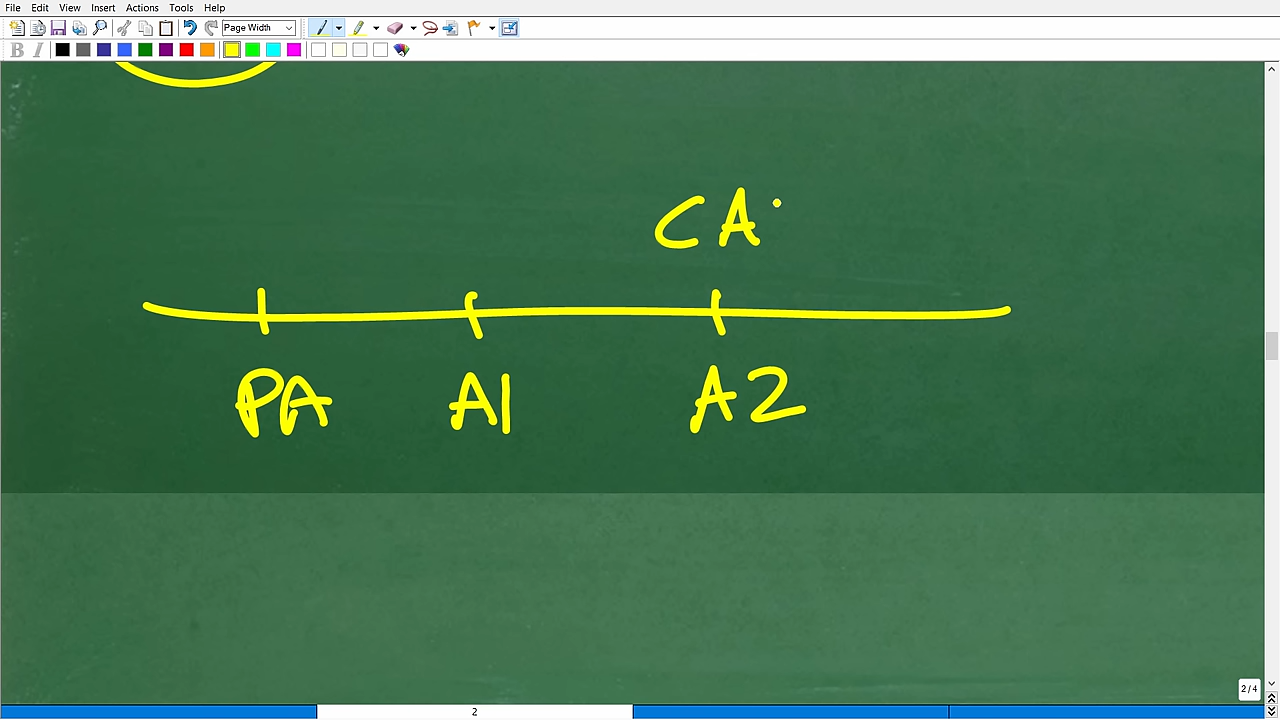 File Edit View Insert Actions Tools Help
Page Width
B I
CA
PA A1 A2
2 / 4
2